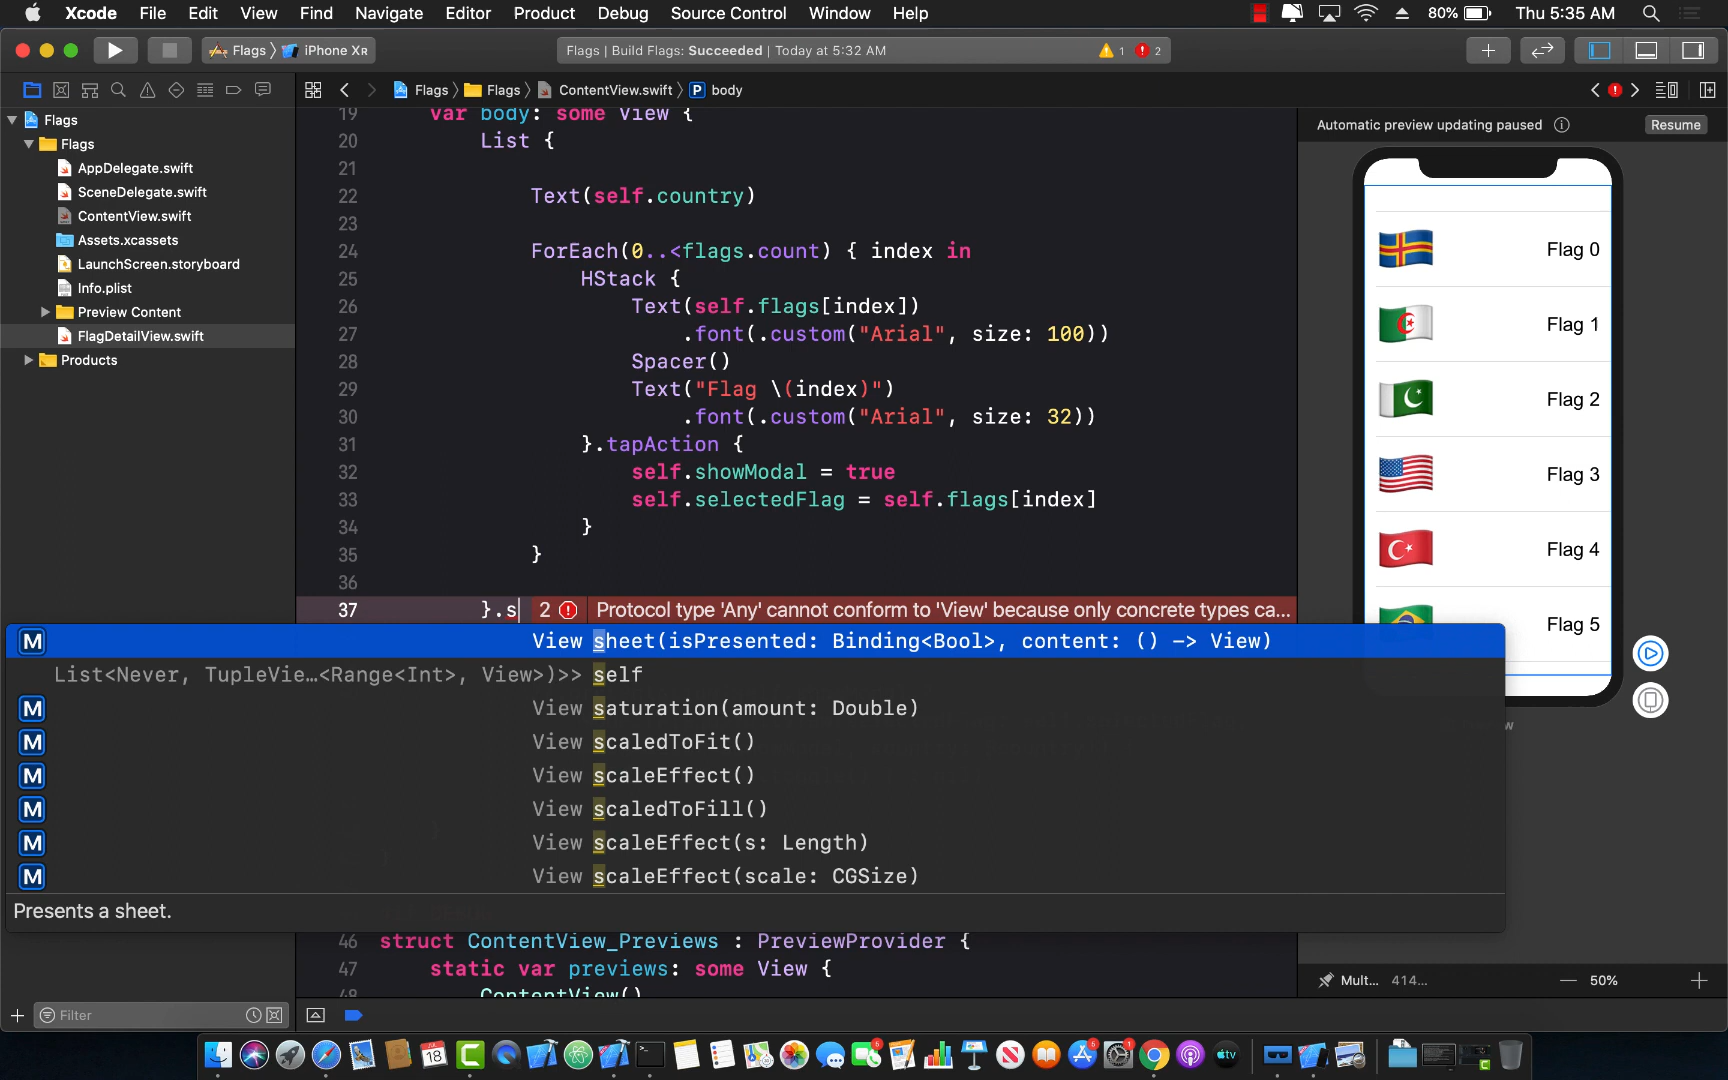 Xcode File Edit View Find Navigate Editor Product Debug Source Control Window Help 80% Thu 5:35 AM
Flags iPhone XR Flags | Build Flags: Succeeded | Today at 5:32 AM 1 2
Flags Flags ContentView.swift P body
Flags
Flags
AppDelegate.swift
SceneDelegate.swift
ContentView.swift
Assets.xcassets
LaunchScreen.storyboard
Info.plist
Preview Content
FlagDetailView.swift
Products
19 var body: some View {
20 List {
21
22 Text(self.country)
23
24 ForEach(0..<flags.count) { index in
25 HStack {
26 Text(self.flags[index])
27 .font(.custom("Arial", size: 100))
28 Spacer()
29 Text("Flag \(index)")
30 .font(.custom("Arial", size: 32))
31 }.tapAction {
32 self.showModal = true
33 self.selectedFlag = self.flags[index]
34 }
35 }
36
37 }.s 2 Protocol type 'Any' cannot conform to 'View' because only concrete types ca...
M View sheet(isPresented: Binding<Bool>, content: () -> View)
List<Never, TupleVie...<Range<Int>, View>)>> self
M View saturation(amount: Double)
M View scaledToFit()
M View scaleEffect()
M View scaledToFill()
M View scaleEffect(s: Length)
M View scaleEffect(scale: CGSize)
Presents a sheet.
46 struct ContentView_Previews : PreviewProvider {
47 static var previews: some View {
48 ContentView()
Automatic preview updating paused Resume
Flag 0
Flag 1
Flag 2
Flag 3
Flag 4
Flag 5
Mult... 414... 50%
Filter
JUL
18
5
5
1
tv